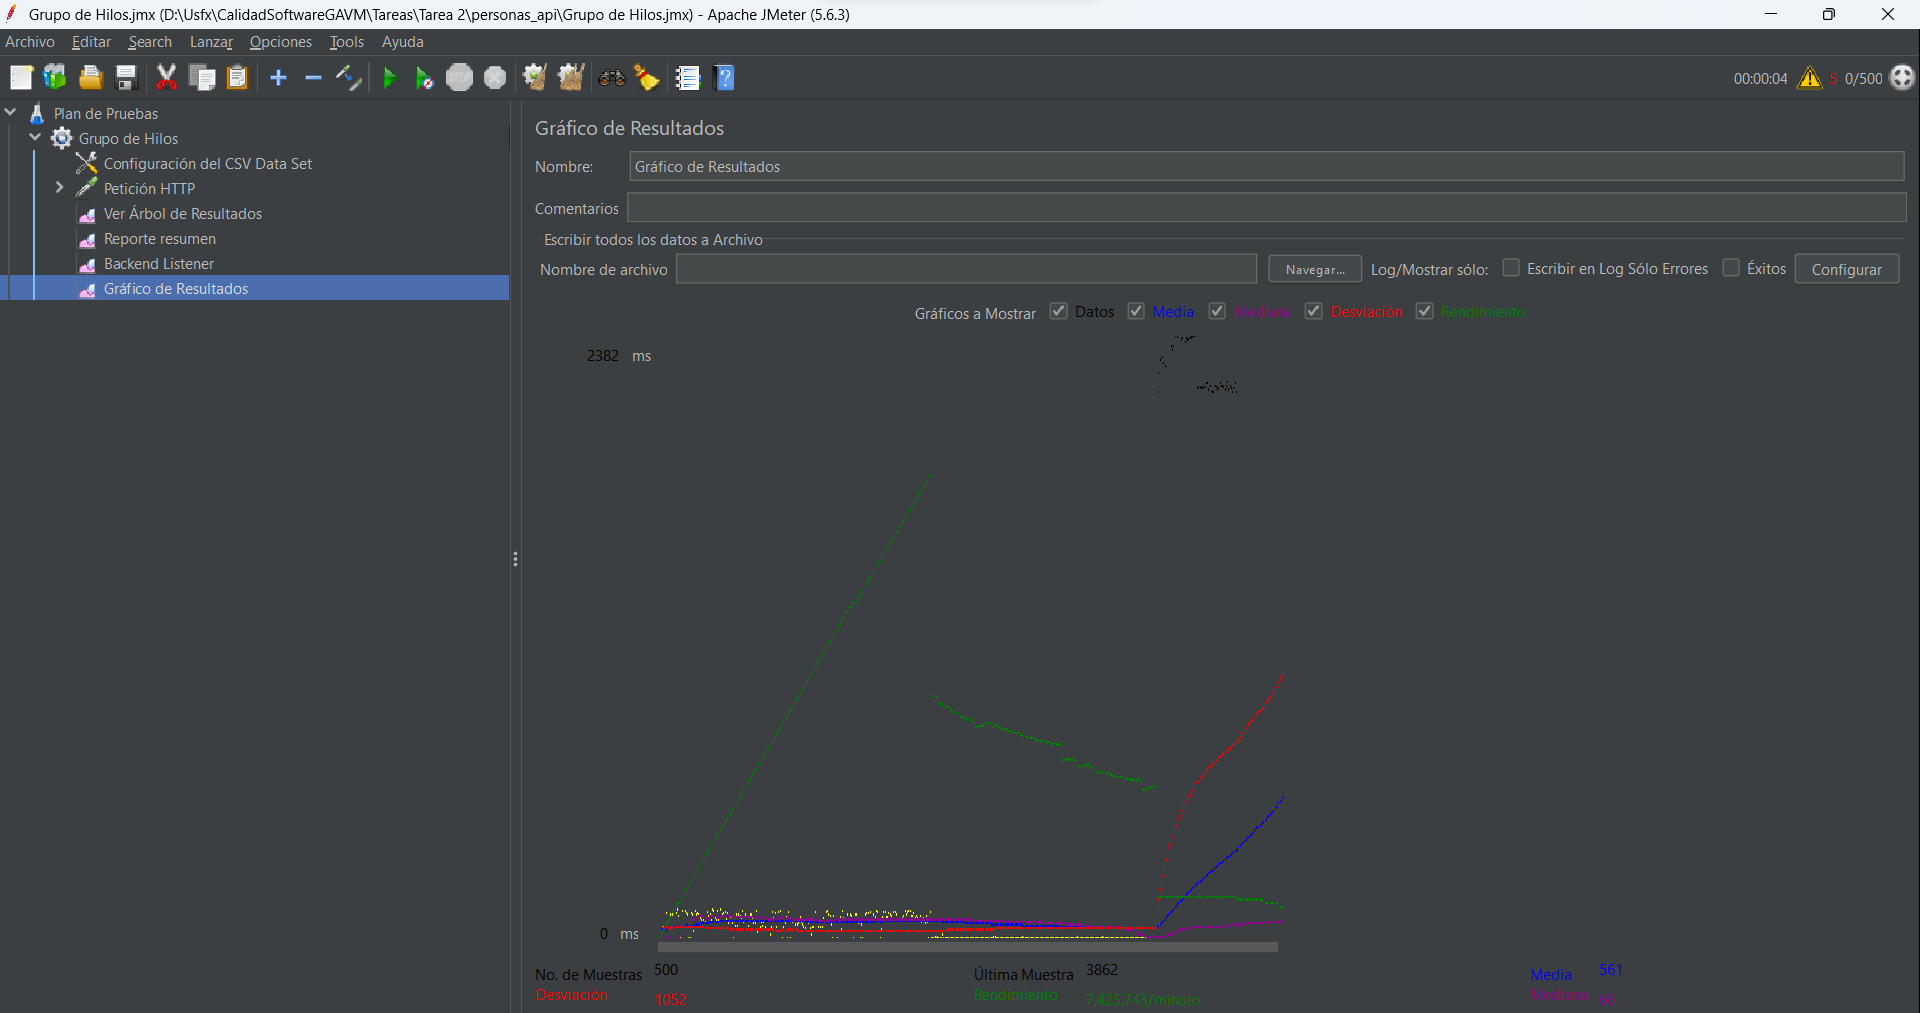 Grupo de Hilos.jmx (D:\Usfx\CalidadSoftwareGAVM\Tareas\Tarea 2\personas_api\Grupo de Hilos.jmx) - Apache JMeter (5.6.3)
Archivo Editar Search Lanzar Opciones Tools Ayuda
STOP 00:00:04 5 0/500
Plan de Pruebas
Grupo de Hilos
Configuración del CSV Data Set
Petición HTTP
Ver Árbol de Resultados
Reporte resumen
Backend Listener
Gráfico de Resultados
Gráfico de Resultados
Nombre: Gráfico de Resultados
Comentarios
Escribir todos los datos a Archivo
Nombre de archivo Navegar... Log/Mostrar sólo: Escribir en Log Sólo Errores Éxitos Configurar
Gráficos a Mostrar Datos Media Mediana Desviación Rendimiento
2382 ms
0 ms
No. de Muestras 500 Última Muestra 3862 Media 561
Desviación 1052 Rendimiento 7,425.743/minuto Mediana 66